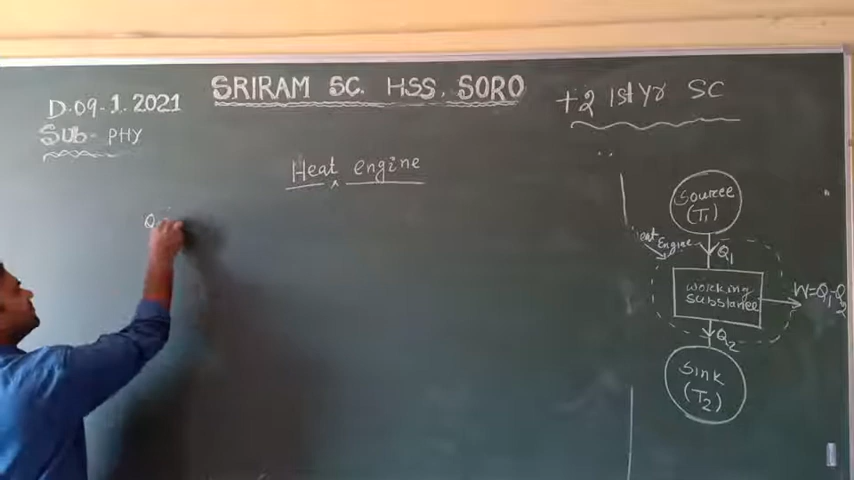 SRIRAM SC. HSS, SORO
+2 1st Yr SC
D-09-1.2021
Sub- PHY
Heat engine
Q
Source
(T1)
Heat Engine
Q1
working
substance
W=Q1-Q2
Q2
Sink
(T2)